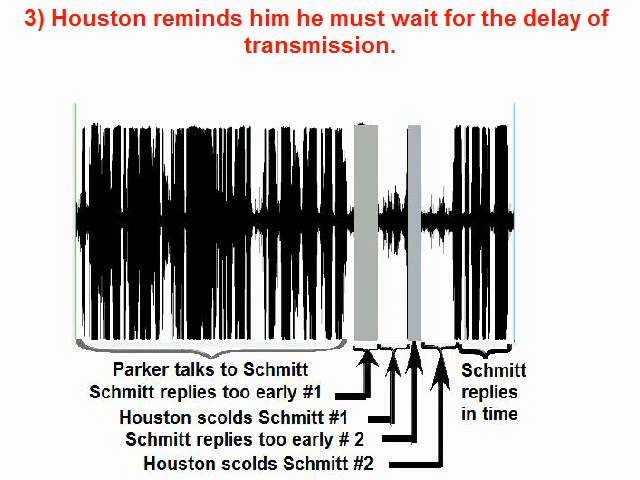 3) Houston reminds him he must wait for the delay of
transmission.
Parker talks to Schmitt
Schmitt replies too early #1
Houston scolds Schmitt #1
Schmitt replies too early # 2
Houston scolds Schmitt #2
Schmitt
replies
in time